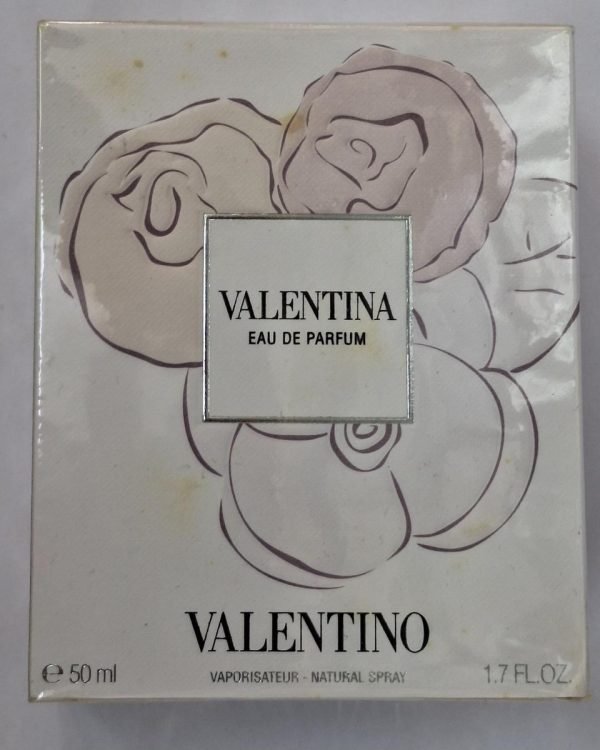 VALENTINA
EAU DE PARFUM
VALENTINO
℮ 50 ml
VAPORISATEUR - NATURAL SPRAY
1.7 FL.OZ.